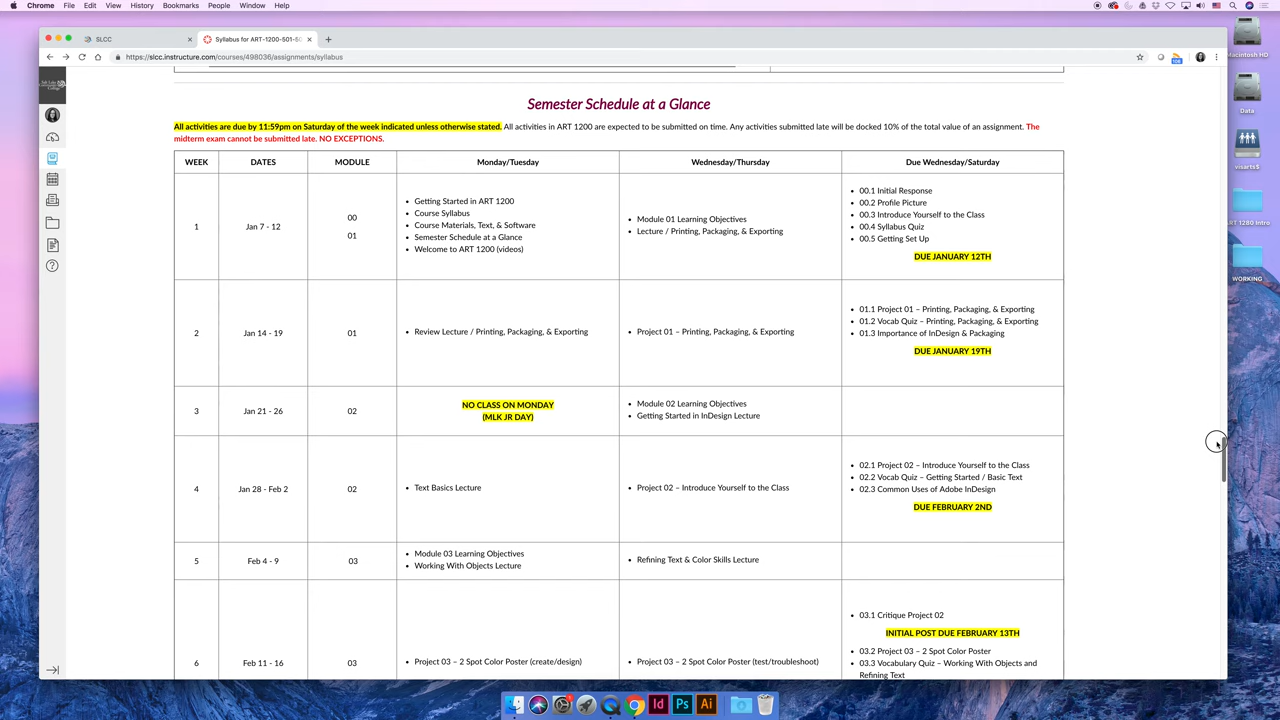 Chrome File Edit View History Bookmarks People Window Help
SLCC
Syllabus for ART-1200-501-S0
https://slcc.instructure.com/courses/498036/assignments/syllabus
Macintosh HD
Data
visarts5
ART 1280 Intro
WORKING
Semester Schedule at a Glance
All activities are due by 11:59pm on Saturday of the week indicated unless otherwise stated. All activities in ART 1200 are expected to be submitted on time. Any activities submitted late will be docked 10% of the total value of an assignment. The
midterm exam cannot be submitted late. NO EXCEPTIONS.
WEEK DATES MODULE Monday/Tuesday Wednesday/Thursday Due Wednesday/Saturday
1 Jan 7 - 12
00
01
• Getting Started in ART 1200
• Course Syllabus
• Course Materials, Text, & Software
• Semester Schedule at a Glance
• Welcome to ART 1200 (videos)
• Module 01 Learning Objectives
• Lecture / Printing, Packaging, & Exporting
• 00.1 Initial Response
• 00.2 Profile Picture
• 00.3 Introduce Yourself to the Class
• 00.4 Syllabus Quiz
• 00.5 Getting Set Up
DUE JANUARY 12TH
2 Jan 14 - 19 01
• Review Lecture / Printing, Packaging, & Exporting
• Project 01 – Printing, Packaging, & Exporting
• 01.1 Project 01 – Printing, Packaging, & Exporting
• 01.2 Vocab Quiz – Printing, Packaging, & Exporting
• 01.3 Importance of InDesign & Packaging
DUE JANUARY 19TH
3 Jan 21 - 26 02
NO CLASS ON MONDAY
(MLK JR DAY)
• Module 02 Learning Objectives
• Getting Started in InDesign Lecture
4 Jan 28 - Feb 2 02
• Text Basics Lecture
• Project 02 – Introduce Yourself to the Class
• 02.1 Project 02 – Introduce Yourself to the Class
• 02.2 Vocab Quiz – Getting Started / Basic Text
• 02.3 Common Uses of Adobe InDesign
DUE FEBRUARY 2ND
5 Feb 4 - 9 03
• Module 03 Learning Objectives
• Working With Objects Lecture
• Refining Text & Color Skills Lecture
6 Feb 11 - 16 03
• Project 03 – 2 Spot Color Poster (create/design)
• Project 03 – 2 Spot Color Poster (test/troubleshoot)
• 03.1 Critique Project 02
INITIAL POST DUE FEBRUARY 13TH
• 03.2 Project 03 – 2 Spot Color Poster
• 03.3 Vocabulary Quiz – Working With Objects and
Refining Text
Id Ps Ai